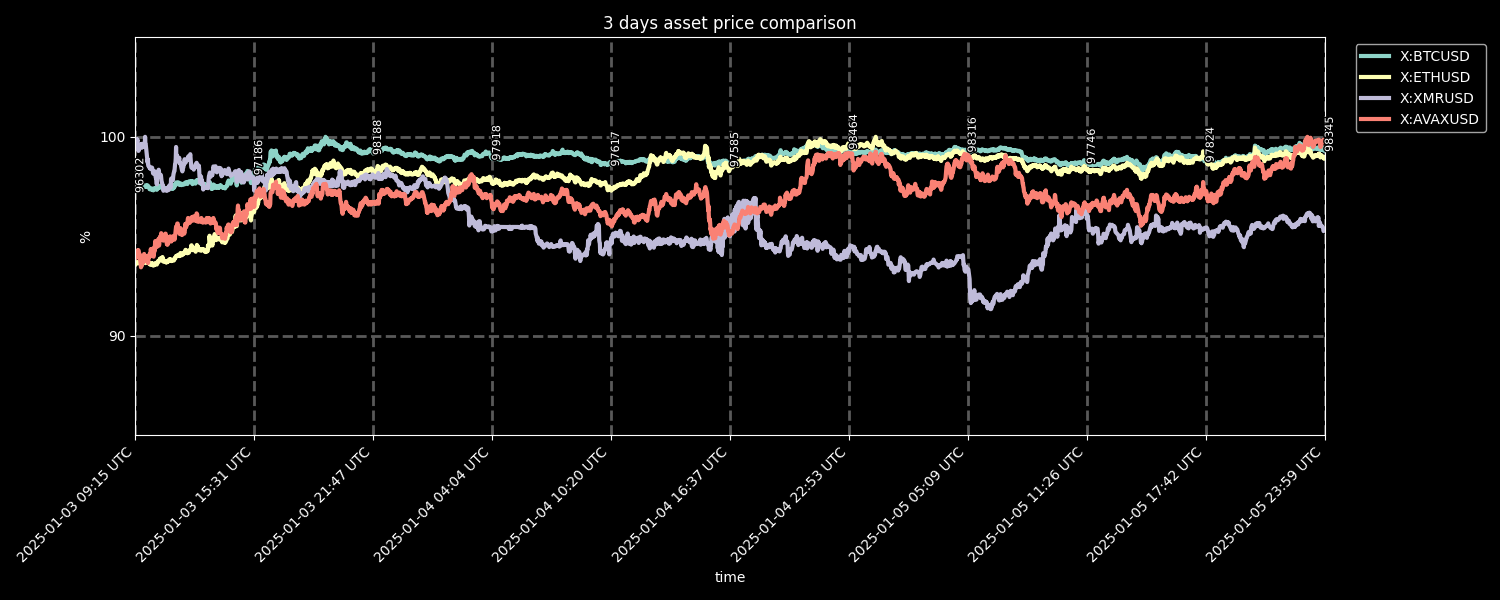 3 days asset price comparison
X:BTCUSD
X:ETHUSD
X:XMRUSD
X:AVAXUSD
%
100
90
96302
97186
98188
97918
97617
97585
98464
98316
97746
97824
98345
2025-01-03 09:15 UTC
2025-01-03 15:31 UTC
2025-01-03 21:47 UTC
2025-01-04 04:04 UTC
2025-01-04 10:20 UTC
2025-01-04 16:37 UTC
2025-01-04 22:53 UTC
2025-01-05 05:09 UTC
2025-01-05 11:26 UTC
2025-01-05 17:42 UTC
2025-01-05 23:59 UTC
time